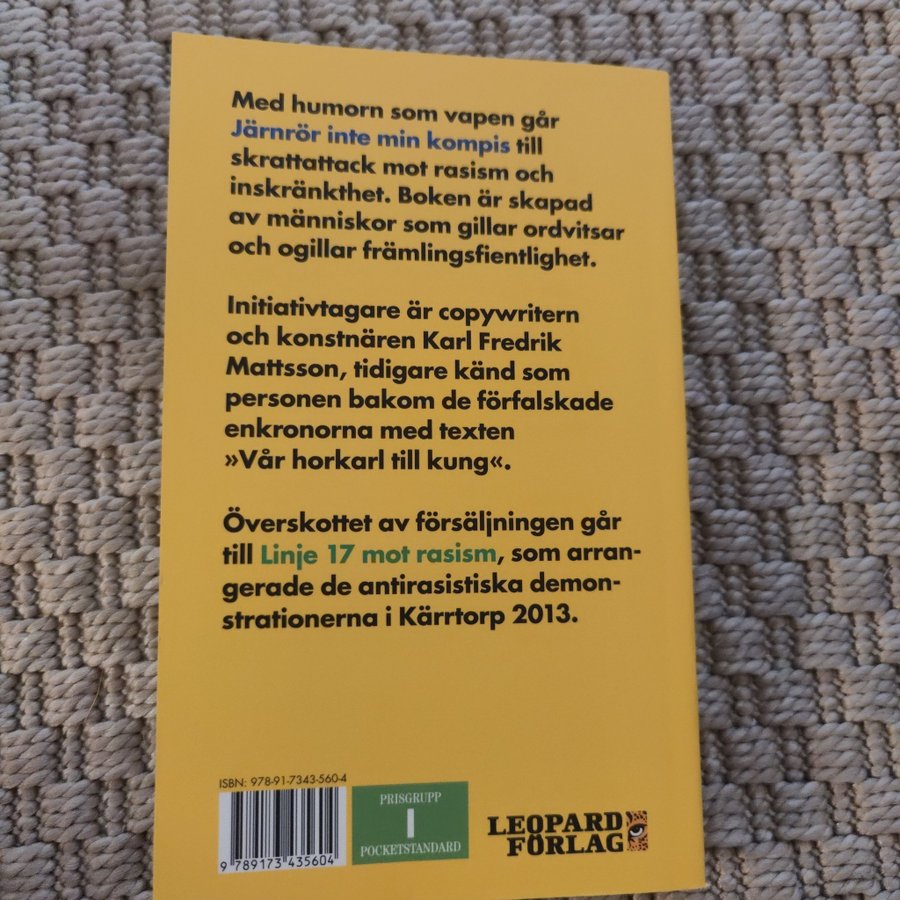 Med humorn som vapen går
Järnrör inte min kompis till
skrattattack mot rasism och
inskränkthet. Boken är skapad
av människor som gillar ordvitsar
och ogillar främlingsfientlighet.
Initiativtagare är copywritern
och konstnären Karl Fredrik
Mattsson, tidigare känd som
personen bakom de förfalskade
enkronorna med texten
»Vår horkarl till kung«.
Överskottet av försäljningen går
till Linje 17 mot rasism, som arran-
gerade de antirasistiska demon-
strationerna i Kärrtorp 2013.
ISBN: 978-91-7343-560-4
9 789173 435604
PRISGRUPP
I
POCKETSTANDARD
LEOPARD
FÖRLAG